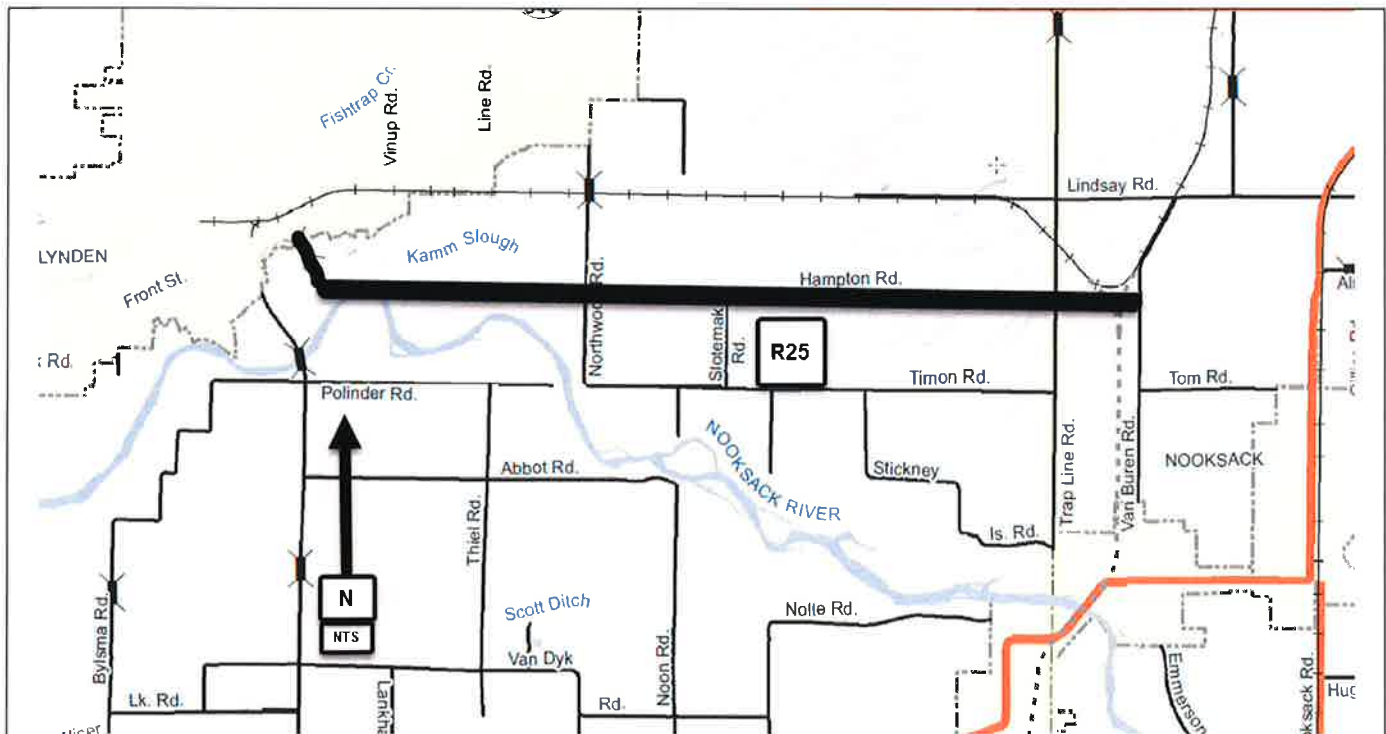 Fishtrap Cr.
Vinup Rd.
Line Rd.
Lindsay Rd.
LYNDEN
Kamm Slough
Front St.
Hampton Rd.
Northwood Rd.
Slotemak
Rd.
R25
Rd.
Timon Rd.
Tom Rd.
Polinder Rd.
NOOKSACK RIVER
Abbot Rd.
Stickney
Is. Rd.
Trap Line Rd.
Van Buren Rd.
NOOKSACK
Thiel Rd.
N
NTS
Scott Ditch
Nolte Rd.
Bylsma Rd.
Van Dyk
Rd.
Noon Rd.
Emmerson
Lk. Rd.